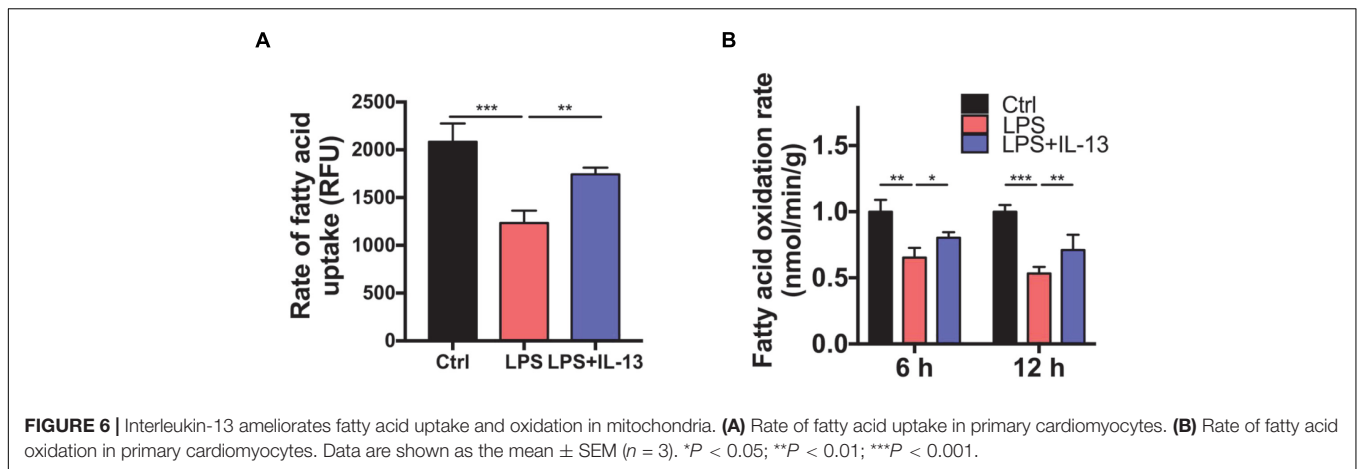 A
Rate of fatty acid
uptake (RFU)
2500
2000
1500
1000
500
0
*** **
Ctrl LPS LPS+IL-13
B
Fatty acid oxidation rate
(nmol/min/g)
Ctrl
LPS
LPS+IL-13
1.5
1.0
0.5
0.0
** * *** **
6 h 12 h
FIGURE 6 | Interleukin-13 ameliorates fatty acid uptake and oxidation in mitochondria. (A) Rate of fatty acid uptake in primary cardiomyocytes. (B) Rate of fatty acid
oxidation in primary cardiomyocytes. Data are shown as the mean ± SEM (n = 3). *P < 0.05; **P < 0.01; ***P < 0.001.